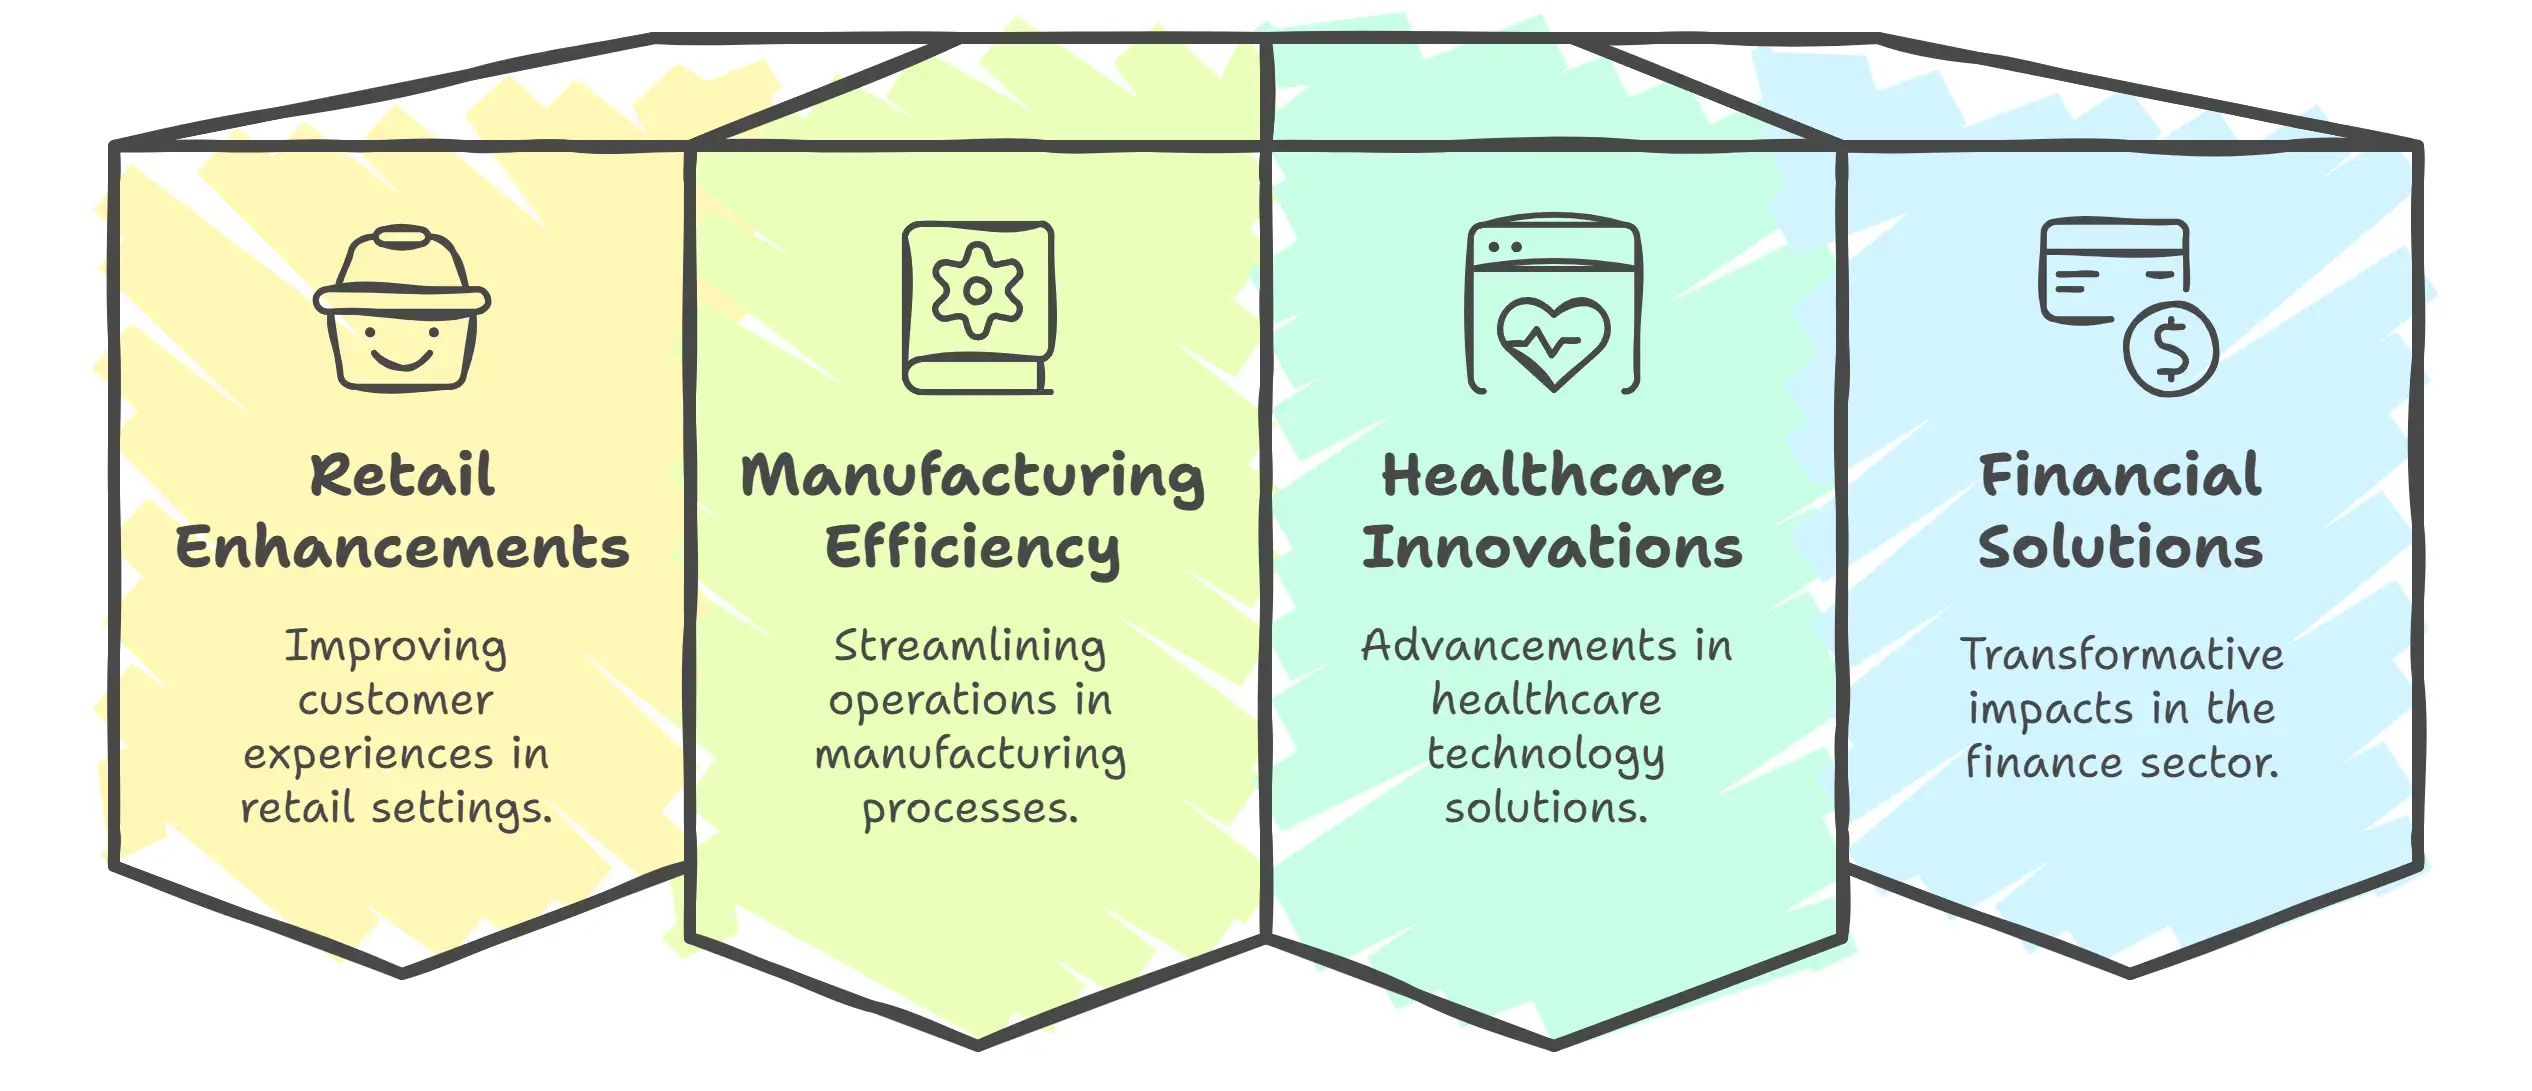 Retail
Enhancements
Improving
customer
experiences in
retail settings.
Manufacturing
Efficiency
Streamlining
operations in
manufacturing
processes.
Healthcare
Innovations
Advancements in
healthcare
technology
solutions.
$
Financial
Solutions
Transformative
impacts in the
finance sector.